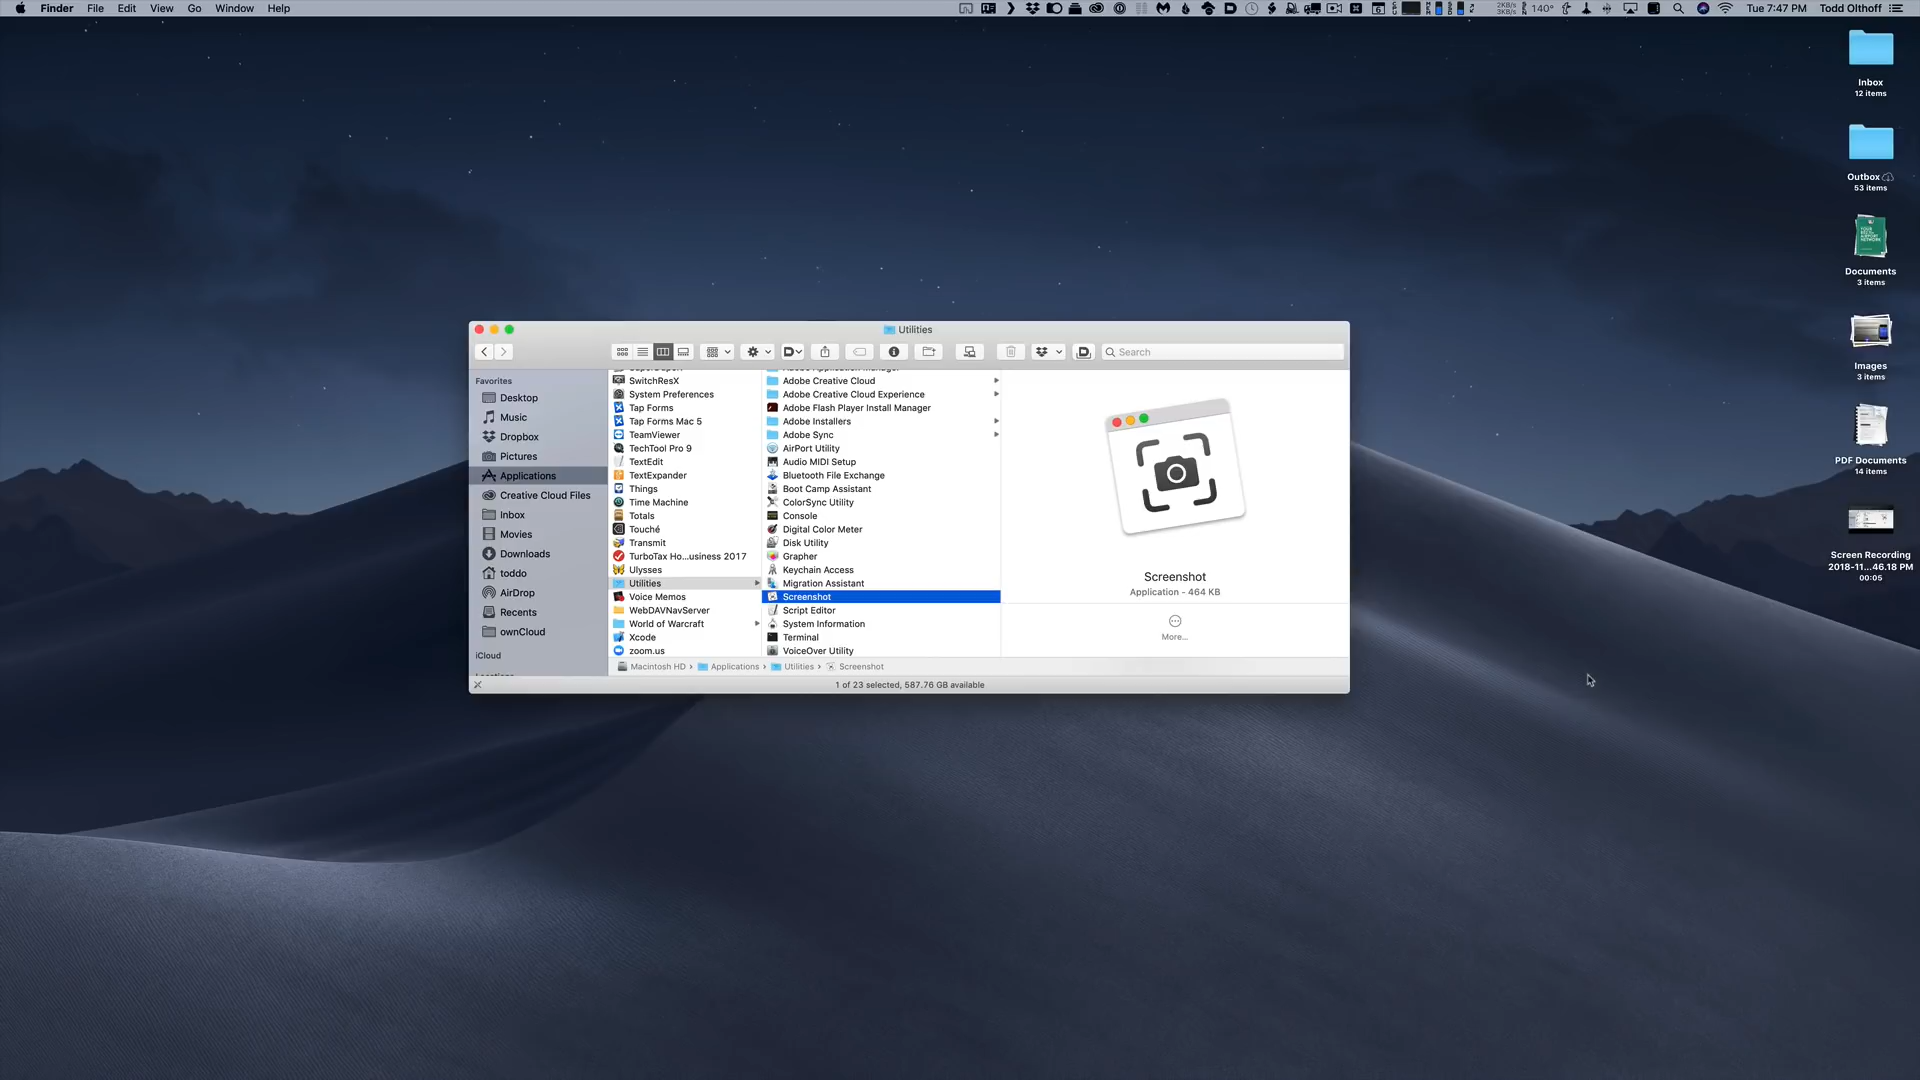 Finder File Edit View Go Window Help
2KB/s
3KB/s
140° Tue 7:47 PM Todd Olthoff
Inbox
12 items
Outbox
53 items
Documents
3 items
Images
3 items
PDF Documents
14 items
Screen Recording
2018-11...46.18 PM
00:05
Utilities
Search
Favorites
Desktop
Music
Dropbox
Pictures
Applications
Creative Cloud Files
Inbox
Movies
Downloads
toddo
AirDrop
Recents
ownCloud
iCloud
SwitchResX
System Preferences
Tap Forms
Tap Forms Mac 5
TeamViewer
TechTool Pro 9
TextEdit
TextExpander
Things
Time Machine
Totals
Touché
Transmit
TurboTax Ho...usiness 2017
Ulysses
Utilities
Voice Memos
WebDAVNavServer
World of Warcraft
Xcode
zoom.us
Adobe Creative Cloud
Adobe Creative Cloud Experience
Adobe Flash Player Install Manager
Adobe Installers
Adobe Sync
AirPort Utility
Audio MIDI Setup
Bluetooth File Exchange
Boot Camp Assistant
ColorSync Utility
Console
Digital Color Meter
Disk Utility
Grapher
Keychain Access
Migration Assistant
Screenshot
Script Editor
System Information
Terminal
VoiceOver Utility
Screenshot
Application - 464 KB
More...
Macintosh HD › Applications › Utilities › Screenshot
1 of 23 selected, 587.76 GB available